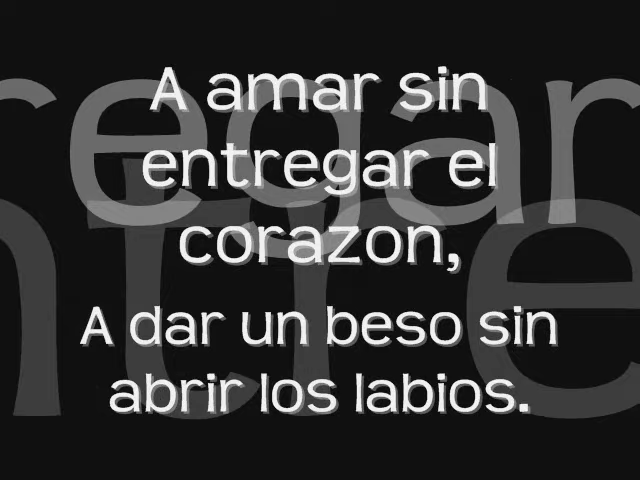 A amar sin
entregar el
corazon,
A dar un beso sin
abrir los labios.